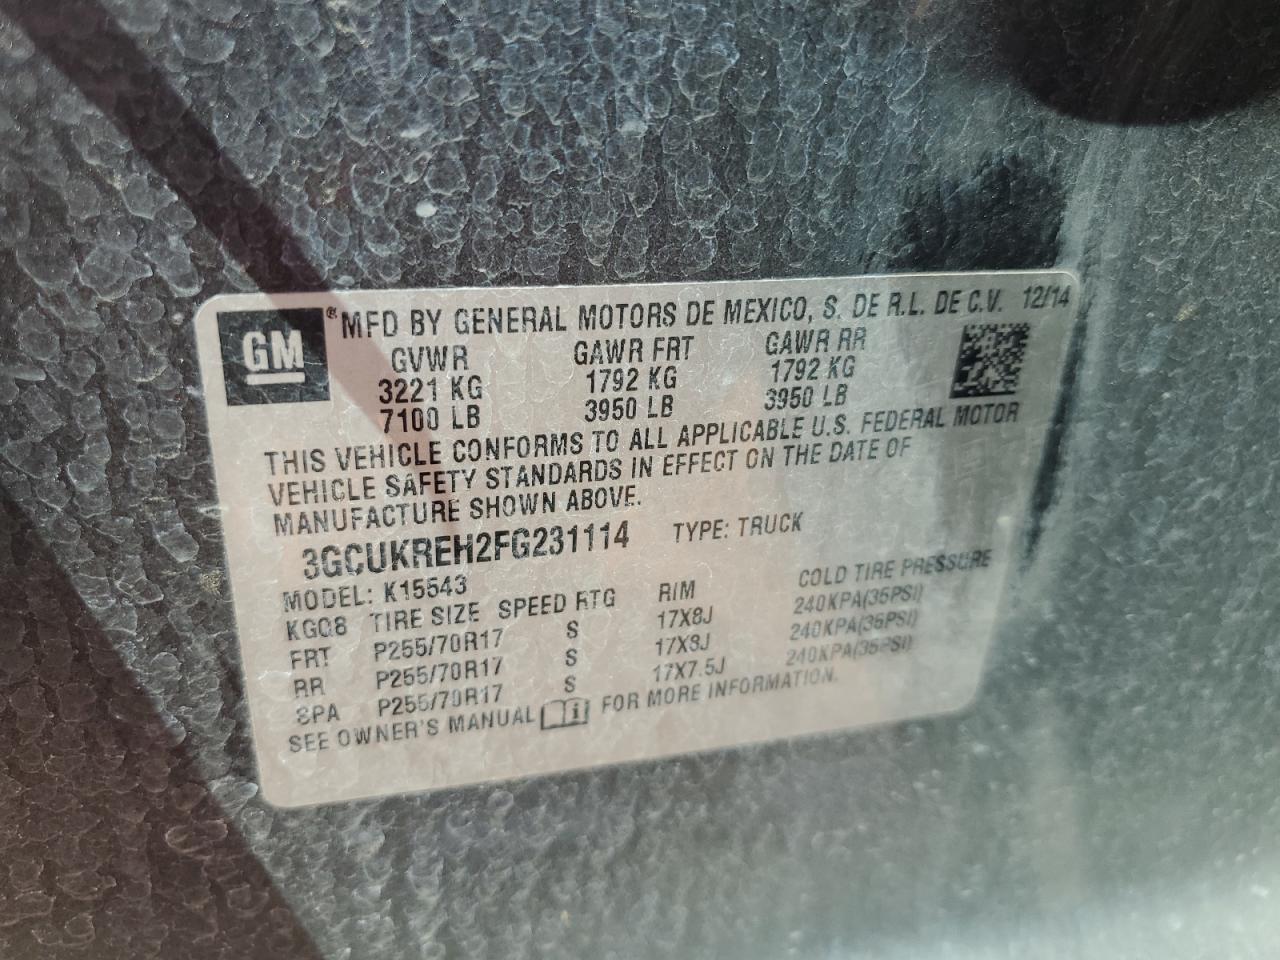 GM ® MFD BY GENERAL MOTORS DE MEXICO, S. DE R.L. DE C.V. 12/14
GVWR GAWR FRT GAWR RR
3221 KG 1792 KG 1792 KG
7100 LB 3950 LB 3950 LB
THIS VEHICLE CONFORMS TO ALL APPLICABLE U.S. FEDERAL MOTOR
VEHICLE SAFETY STANDARDS IN EFFECT ON THE DATE OF
MANUFACTURE SHOWN ABOVE.
3GCUKREH2FG231114 TYPE: TRUCK
MODEL: K15543
KGQ8 TIRE SIZE SPEED RTG RIM COLD TIRE PRESSURE
FRT P255/70R17 S 17X8J 240KPA(35PSI)
RR P255/70R17 S 17X8J 240KPA(35PSI)
SPA P255/70R17 S 17X7.5J 240KPA(35PSI)
SEE OWNER'S MANUAL FOR MORE INFORMATION.